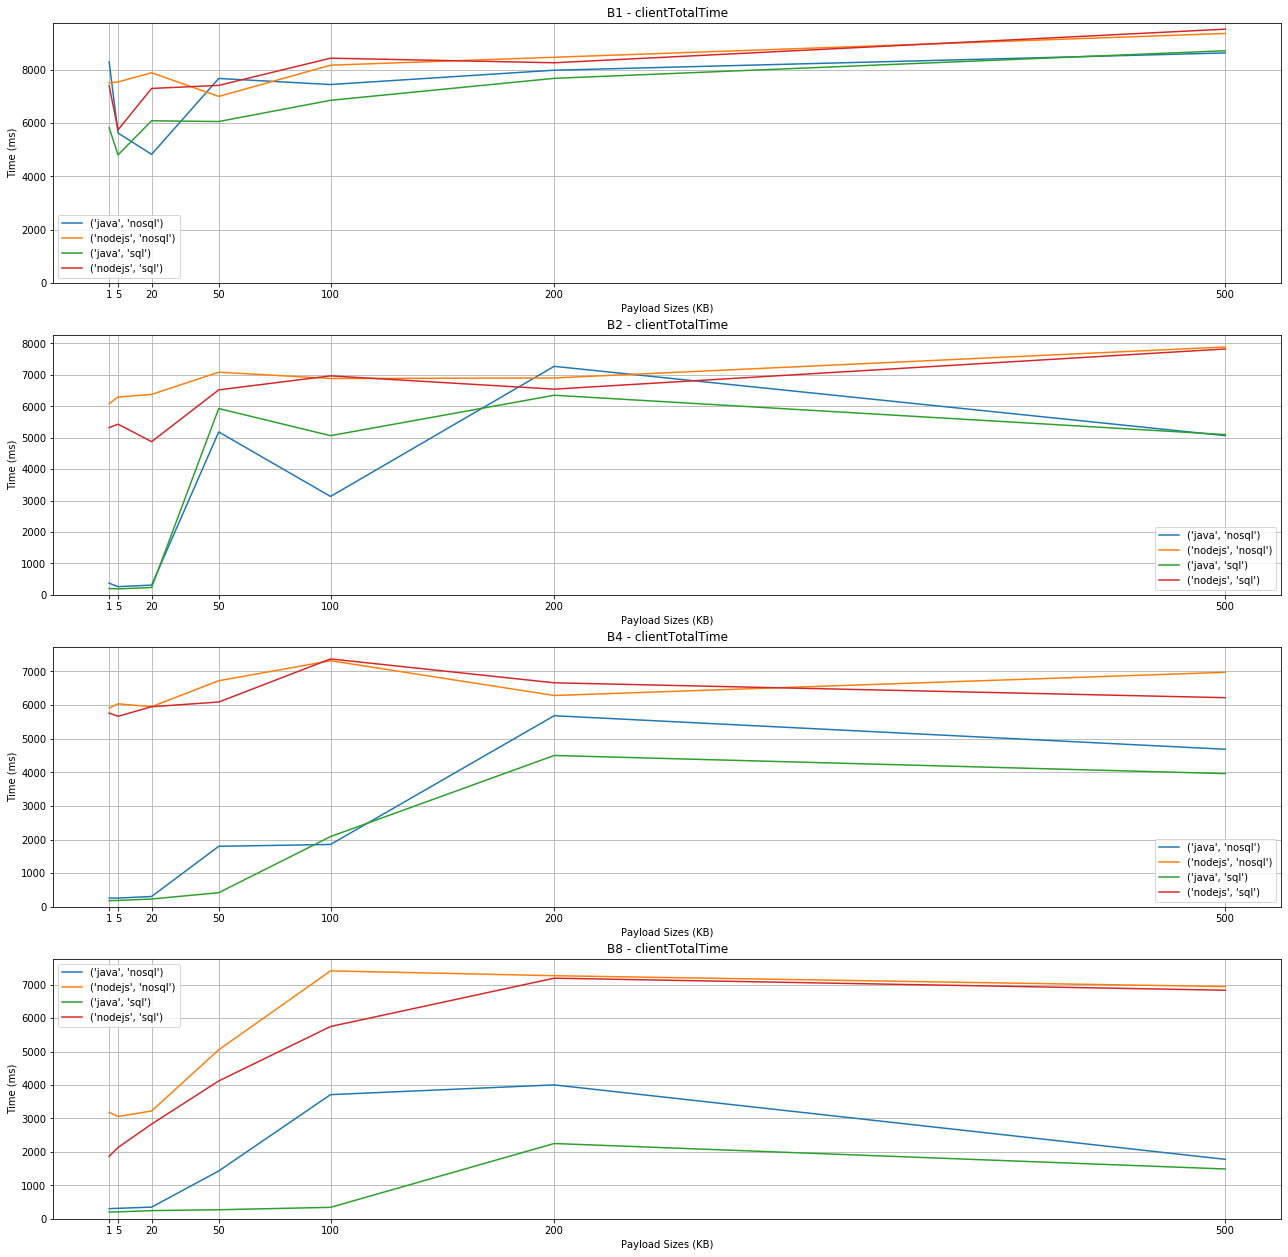 B1 - clientTotalTime
Time (ms)
8000
6000
4000
2000
0
('java', 'nosql')
('nodejs', 'nosql')
('java', 'sql')
('nodejs', 'sql')
1 5 20 50 100 200 500
Payload Sizes (KB)
B2 - clientTotalTime
Time (ms)
8000
7000
6000
5000
4000
3000
2000
1000
0
('java', 'nosql')
('nodejs', 'nosql')
('java', 'sql')
('nodejs', 'sql')
1 5 20 50 100 200 500
Payload Sizes (KB)
B4 - clientTotalTime
Time (ms)
7000
6000
5000
4000
3000
2000
1000
0
('java', 'nosql')
('nodejs', 'nosql')
('java', 'sql')
('nodejs', 'sql')
1 5 20 50 100 200 500
Payload Sizes (KB)
B8 - clientTotalTime
Time (ms)
7000
6000
5000
4000
3000
2000
1000
0
('java', 'nosql')
('nodejs', 'nosql')
('java', 'sql')
('nodejs', 'sql')
1 5 20 50 100 200 500
Payload Sizes (KB)